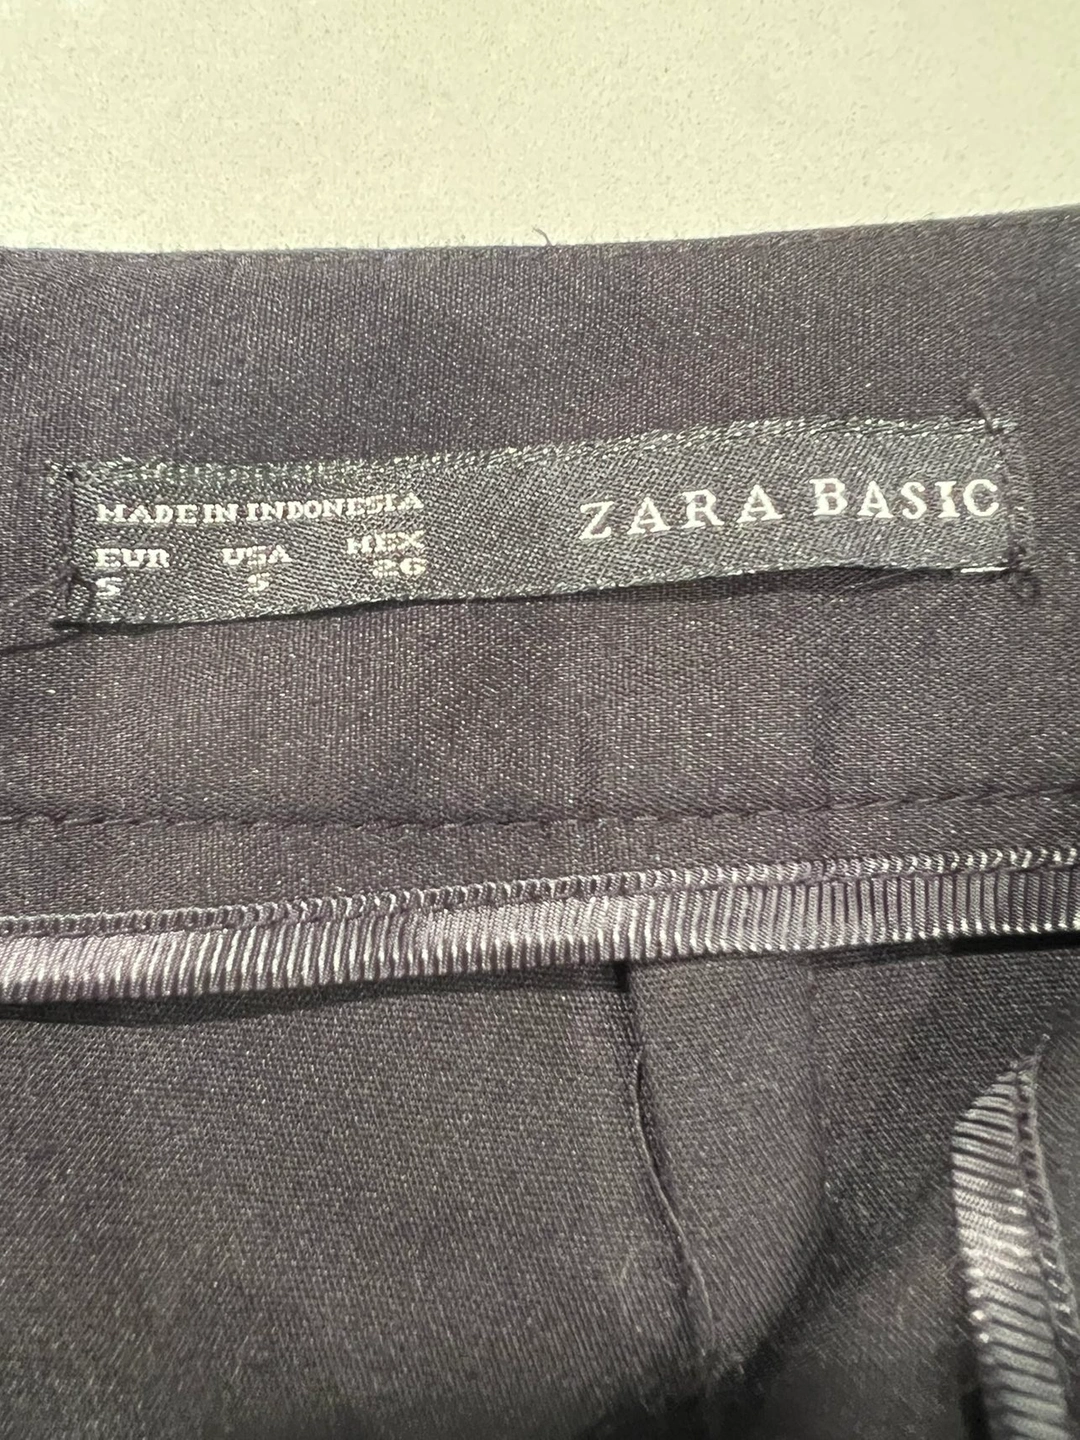 MADE IN INDONESIA
EUR USA MEX
S S 26
ZARA BASIC